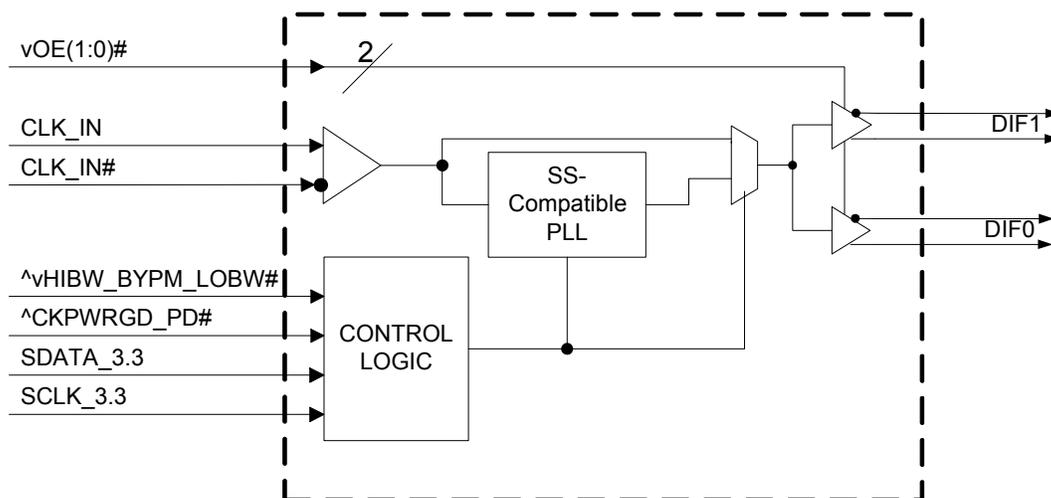 vOE(1:0)#
2
CLK_IN
CLK_IN#
DIF1
SS-
Compatible
PLL
DIF0
^vHIBW_BYPM_LOBW#
^CKPWRGD_PD#
SDATA_3.3
SCLK_3.3
CONTROL
LOGIC